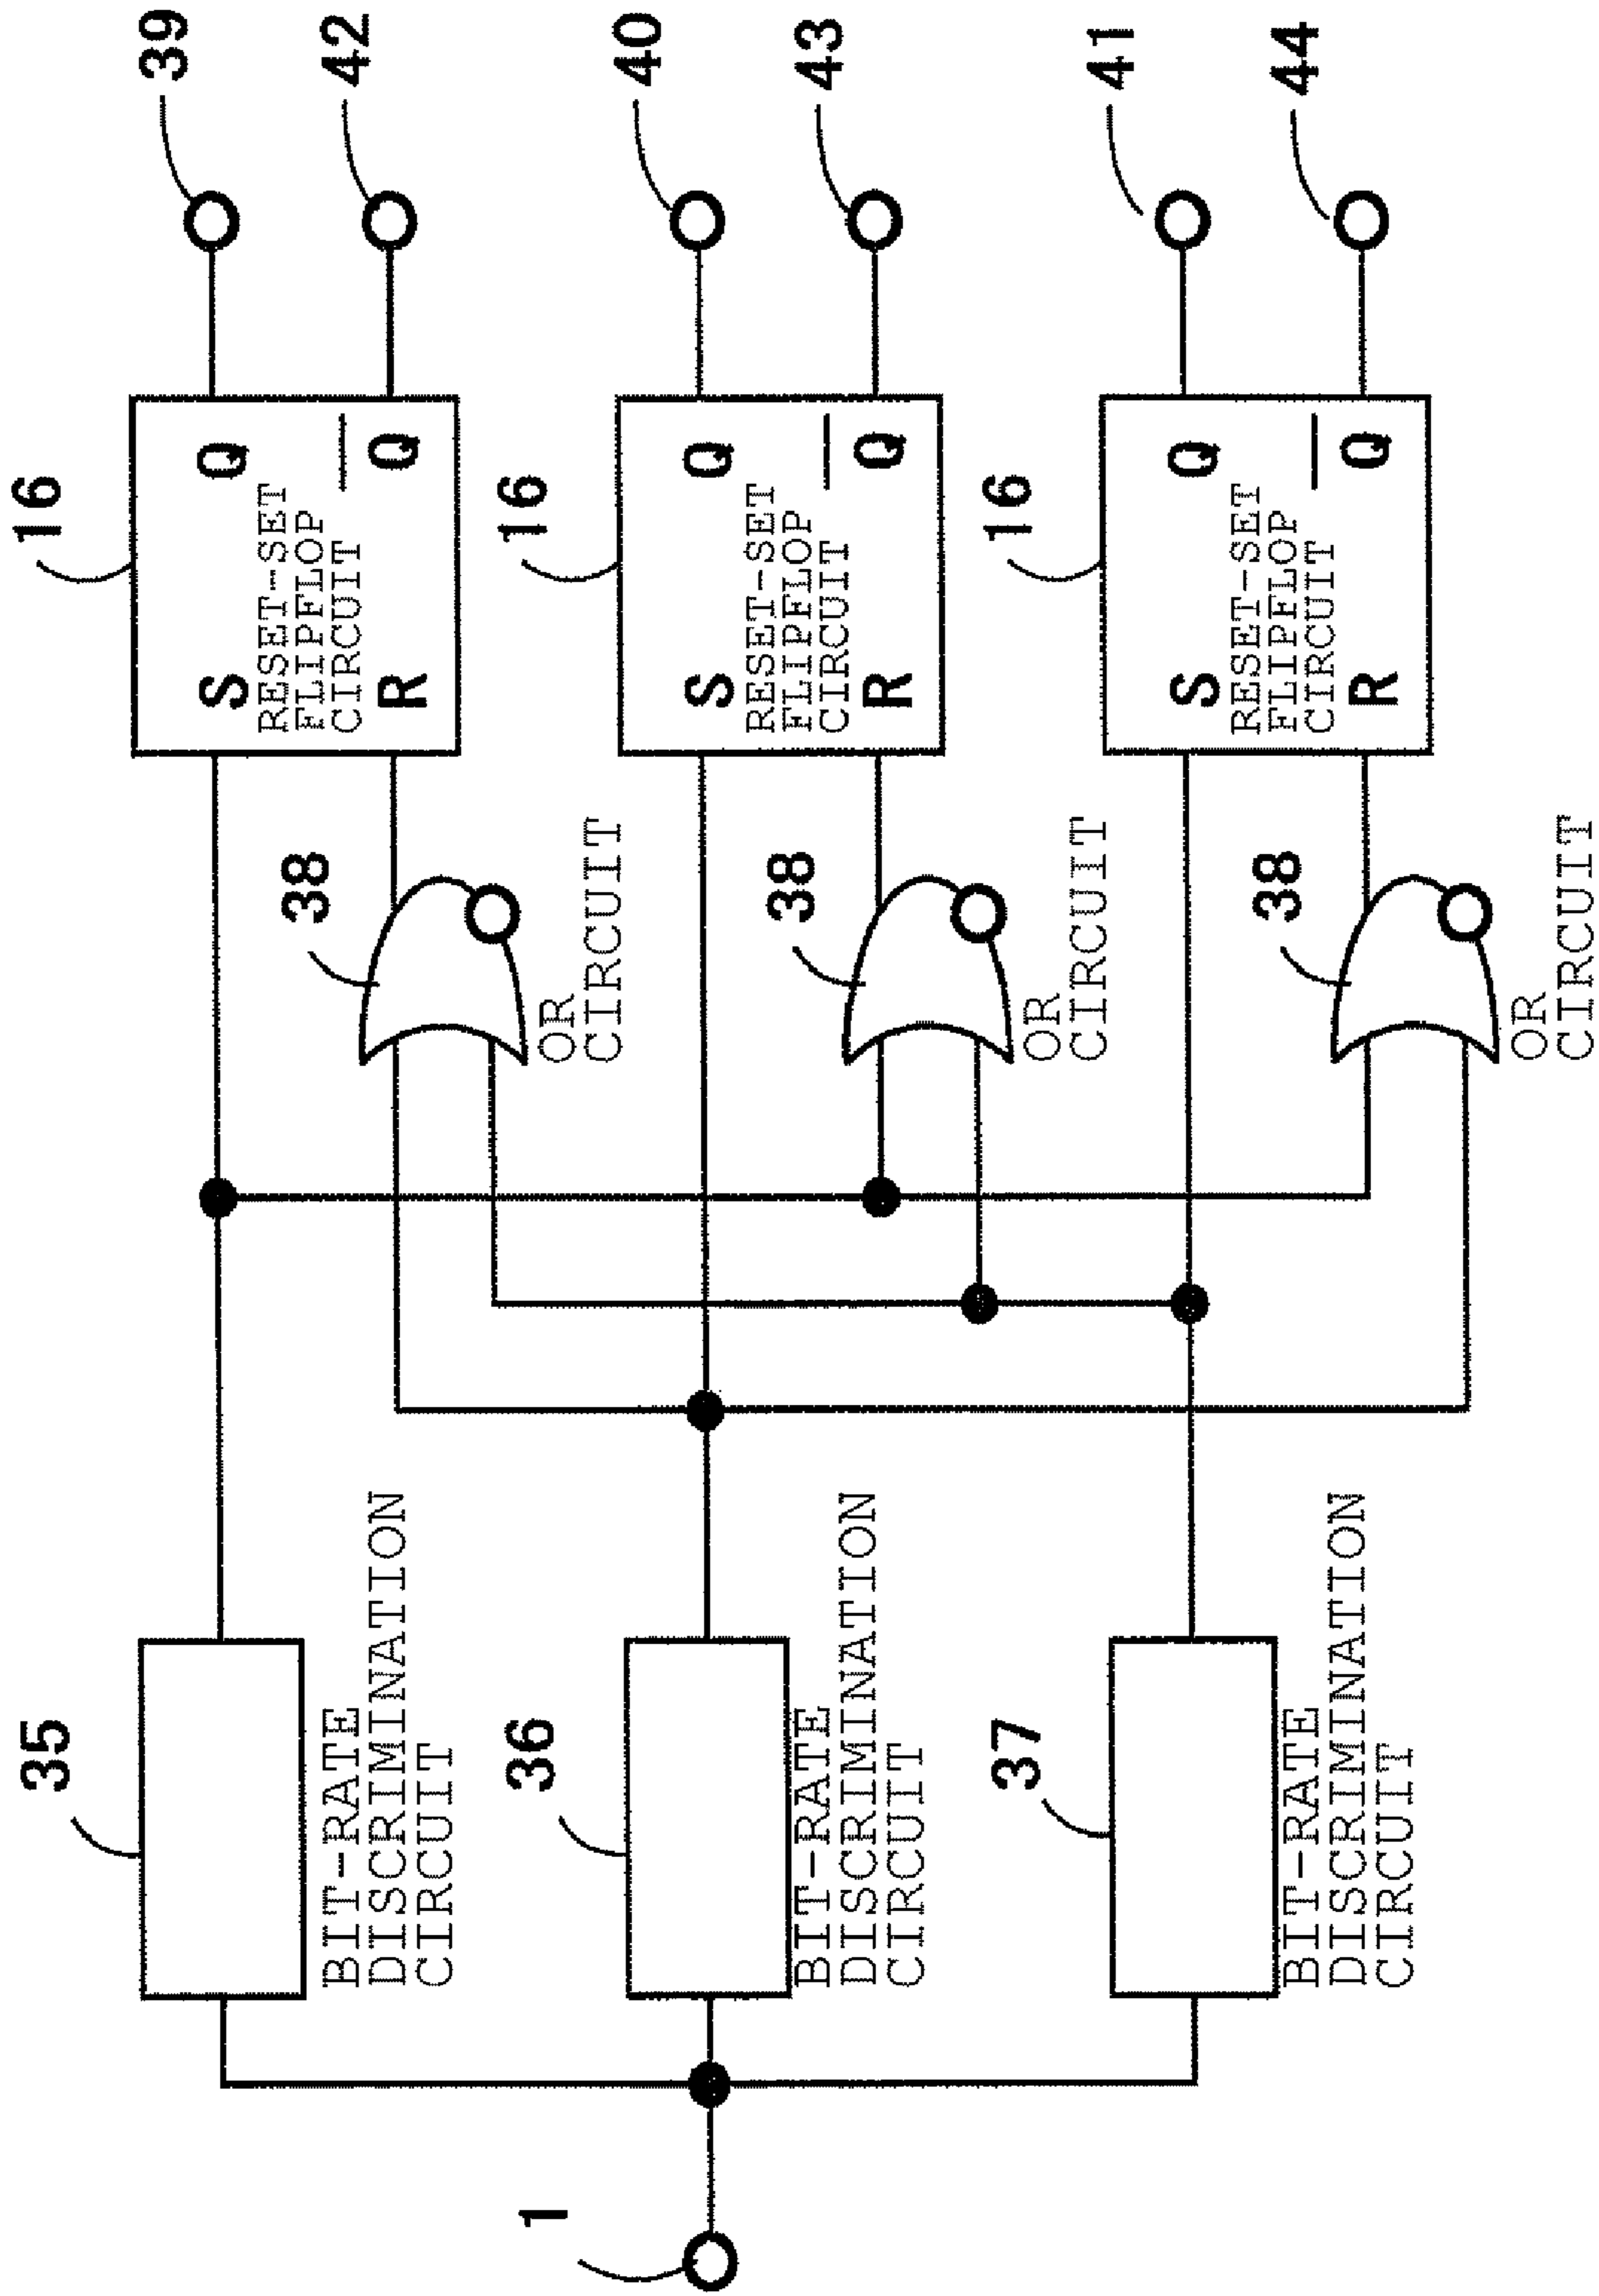 1
35
BIT-RATE
DISCRIMINATION
CIRCUIT
36
BIT-RATE
DISCRIMINATION
CIRCUIT
37
BIT-RATE
DISCRIMINATION
CIRCUIT
38
OR
CIRCUIT
38
OR
CIRCUIT
38
OR
CIRCUIT
16
S Q
RESET-SET
FLIPFLOP
CIRCUIT
R Q
16
S Q
RESET-SET
FLIPFLOP
CIRCUIT
R Q
16
S Q
RESET-SET
FLIPFLOP
CIRCUIT
R Q
39
42
40
43
41
44